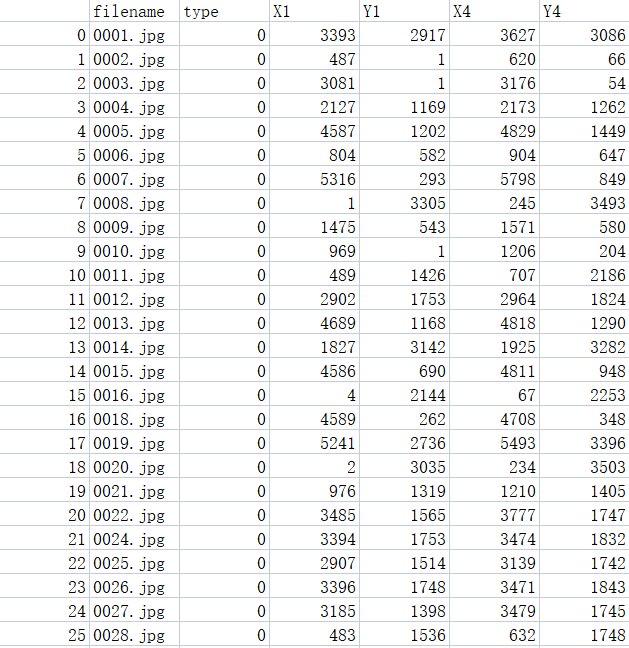 filename type X1 Y1 X4 Y4
0 0001.jpg 0 3393 2917 3627 3086
1 0002.jpg 0 487 1 620 66
2 0003.jpg 0 3081 1 3176 54
3 0004.jpg 0 2127 1169 2173 1262
4 0005.jpg 0 4587 1202 4829 1449
5 0006.jpg 0 804 582 904 647
6 0007.jpg 0 5316 293 5798 849
7 0008.jpg 0 1 3305 245 3493
8 0009.jpg 0 1475 543 1571 580
9 0010.jpg 0 969 1 1206 204
10 0011.jpg 0 489 1426 707 2186
11 0012.jpg 0 2902 1753 2964 1824
12 0013.jpg 0 4689 1168 4818 1290
13 0014.jpg 0 1827 3142 1925 3282
14 0015.jpg 0 4586 690 4811 948
15 0016.jpg 0 4 2144 67 2253
16 0018.jpg 0 4589 262 4708 348
17 0019.jpg 0 5241 2736 5493 3396
18 0020.jpg 0 2 3035 234 3503
19 0021.jpg 0 976 1319 1210 1405
20 0022.jpg 0 3485 1565 3777 1747
21 0024.jpg 0 3394 1753 3474 1832
22 0025.jpg 0 2907 1514 3139 1742
23 0026.jpg 0 3396 1748 3471 1843
24 0027.jpg 0 3185 1398 3479 1745
25 0028.jpg 0 483 1536 632 1748